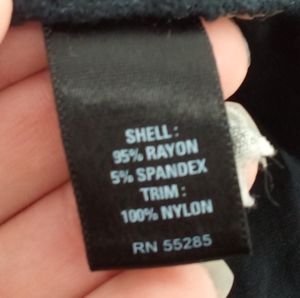 SHELL :
95% RAYON
5% SPANDEX
TRIM :
100% NYLON
RN 55285